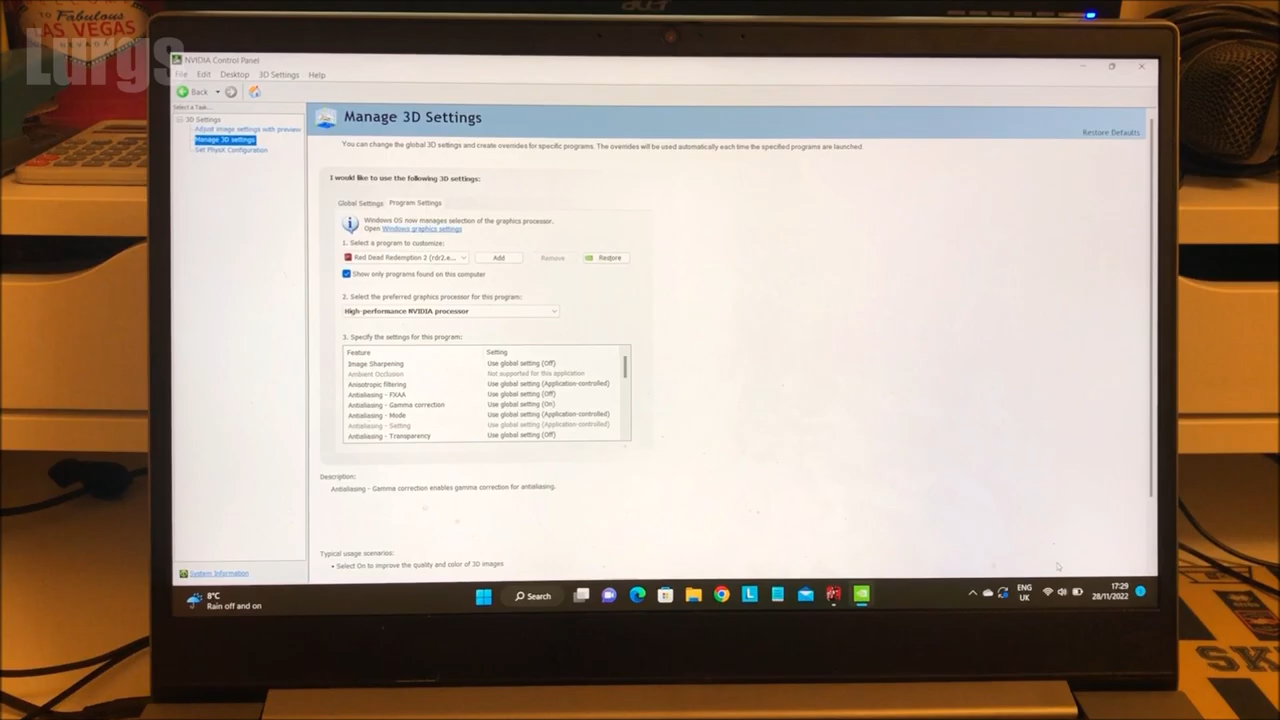 acer
TO Fabulous
LAS VEGAS
NEVADA
Lurgs
NVIDIA Control Panel
File Edit Desktop 3D Settings Help
Back
Select a Task...
3D Settings
Adjust image settings with preview
Manage 3D settings
Set PhysX Configuration
System Information
Manage 3D Settings
Restore Defaults
You can change the global 3D settings and create overrides for specific programs. The overrides will be used automatically each time the specified programs are launched.
I would like to use the following 3D settings:
Global Settings Program Settings
Windows OS now manages selection of the graphics processor.
Open Windows graphics settings
1. Select a program to customize:
Red Dead Redemption 2 (rdr2.e... Add Remove Restore
Show only programs found on this computer
2. Select the preferred graphics processor for this program:
High-performance NVIDIA processor
3. Specify the settings for this program:
Feature Setting
Image Sharpening Use global setting (Off)
Ambient Occlusion Not supported for this application
Anisotropic filtering Use global setting (Application-controlled)
Antialiasing - FXAA Use global setting (Off)
Antialiasing - Gamma correction Use global setting (On)
Antialiasing - Mode Use global setting (Application-controlled)
Antialiasing - Setting Use global setting (Application-controlled)
Antialiasing - Transparency Use global setting (Off)
Description:
Antialiasing - Gamma correction enables gamma correction for antialiasing.
Typical usage scenarios:
• Select On to improve the quality and color of 3D images
8°C
Rain off and on
Search
L
ENG
UK
17:29
28/11/2022
SK